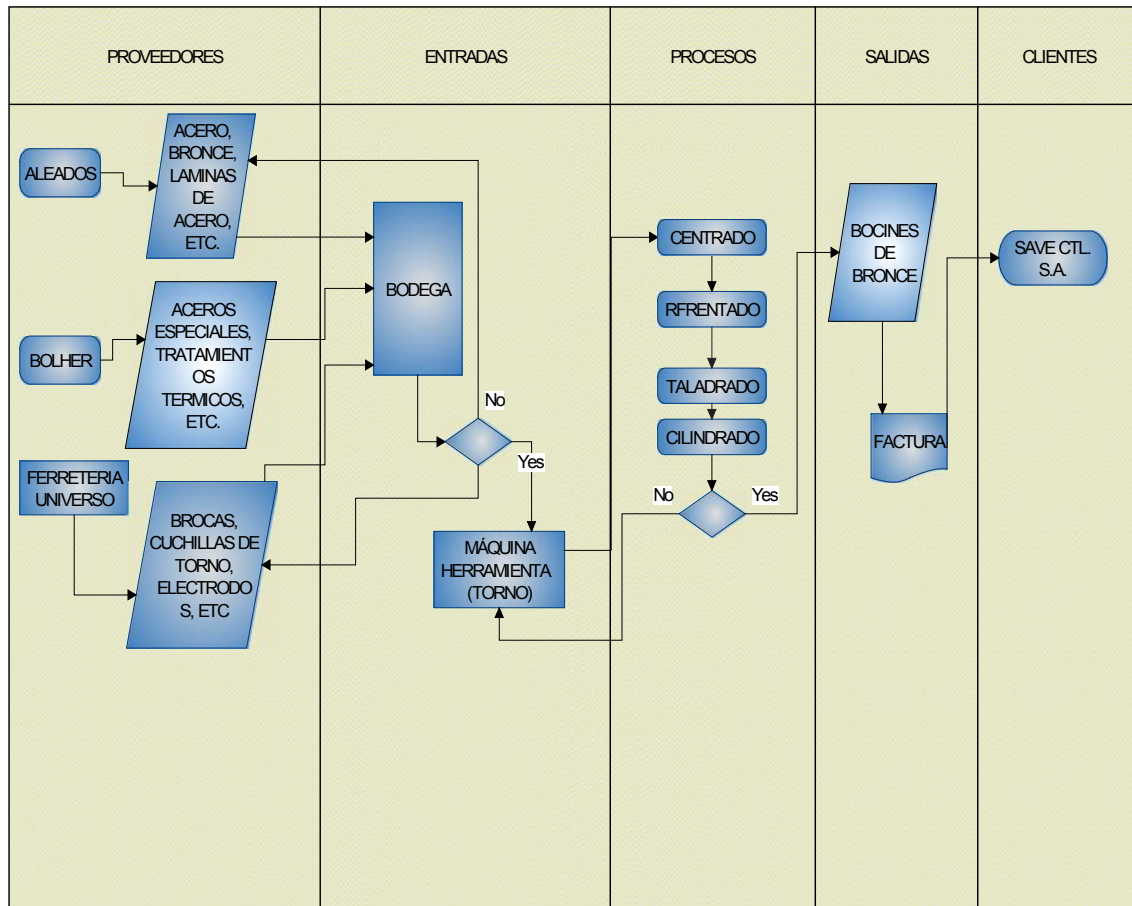 PROVEEDORES
ENTRADAS
PROCESOS
SALIDAS
CLIENTES
ALEADOS
ACERO,
BRONCE,
LAMINAS
DE
ACERO,
ETC.
BOLHER
ACEROS
ESPECIALES,
TRATAMIENT
OS
TERMICOS,
ETC.
FERRETERIA
UNIVERSO
BROCAS,
CUCHILLAS DE
TORNO,
ELECTRODO
S, ETC
BODEGA
No
Yes
MÁQUINA
HERRAMIENTA
(TORNO)
CENTRADO
RFRENTADO
TALADRADO
CILINDRADO
No
Yes
BOCINES
DE
BRONCE
FACTURA
SAVE CTL.
S.A.